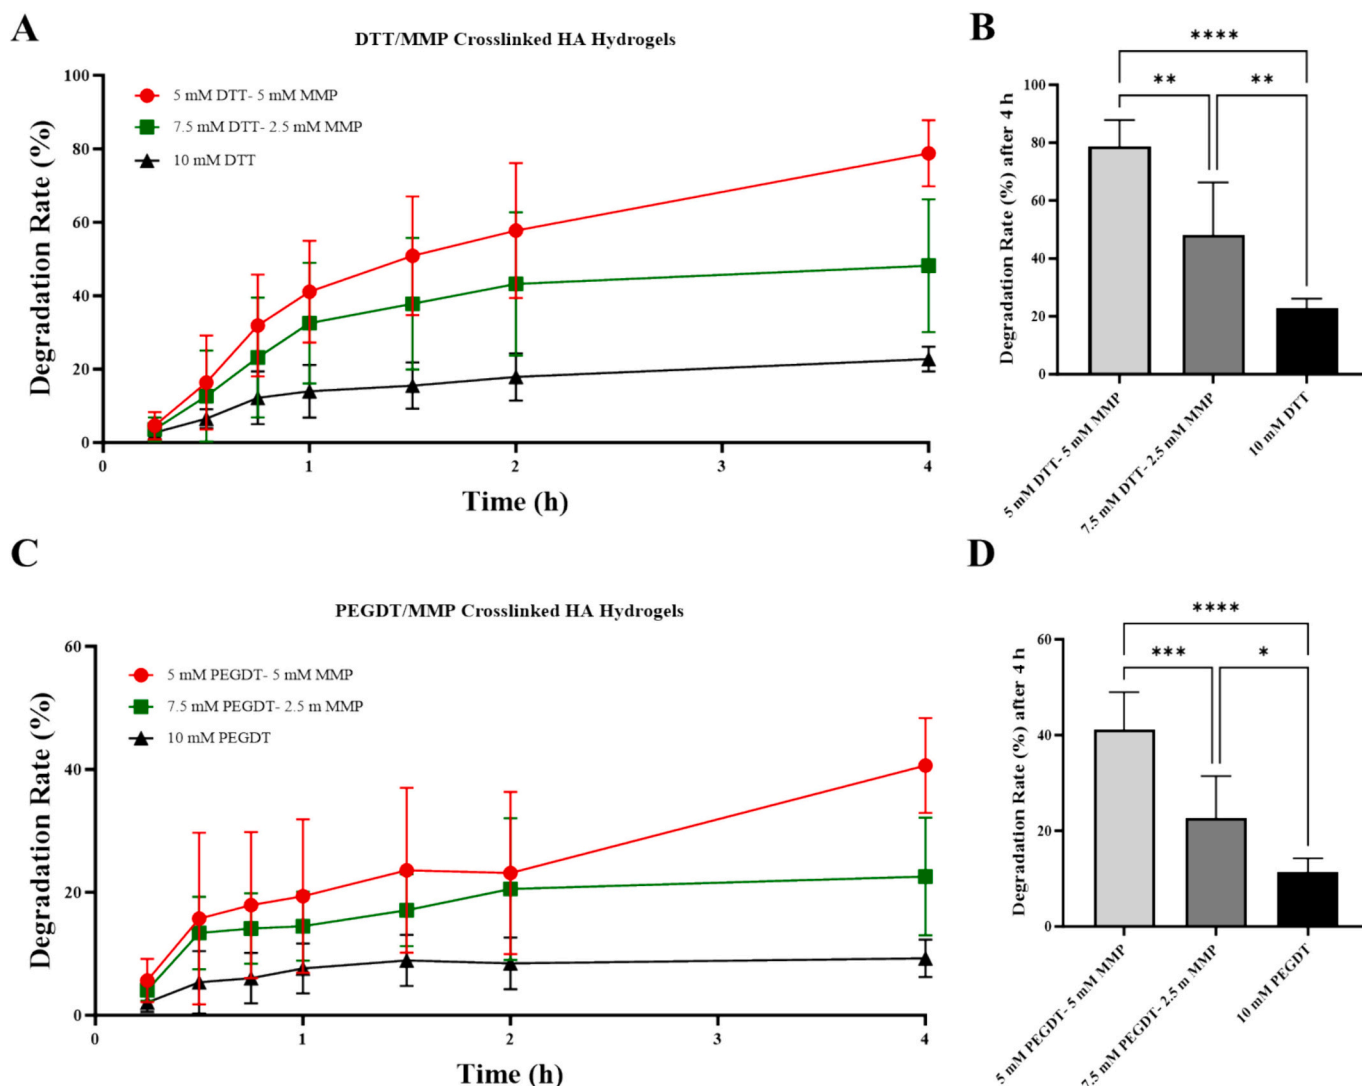 A
DTT/MMP Crosslinked HA Hydrogels
Degradation Rate (%)
100
80
60
40
20
0
5 mM DTT- 5 mM MMP
7.5 mM DTT- 2.5 mM MMP
10 mM DTT
0 1 2 3 4
Time (h)
B
****
** **
Degradation Rate (%) after 4 h
100
80
60
40
20
0
5 mM DTT- 5 mM MMP
7.5 mM DTT- 2.5 mM MMP
10 mM DTT
C
PEGDT/MMP Crosslinked HA Hydrogels
Degradation Rate (%)
60
40
20
0
5 mM PEGDT- 5 mM MMP
7.5 mM PEGDT- 2.5 m MMP
10 mM PEGDT
0 1 2 3 4
Time (h)
D
****
*** *
Degradation Rate (%) after 4 h
60
40
20
0
5 mM PEGDT- 5 mM MMP
7.5 mM PEGDT- 2.5 m MMP
10 mM PEGDT